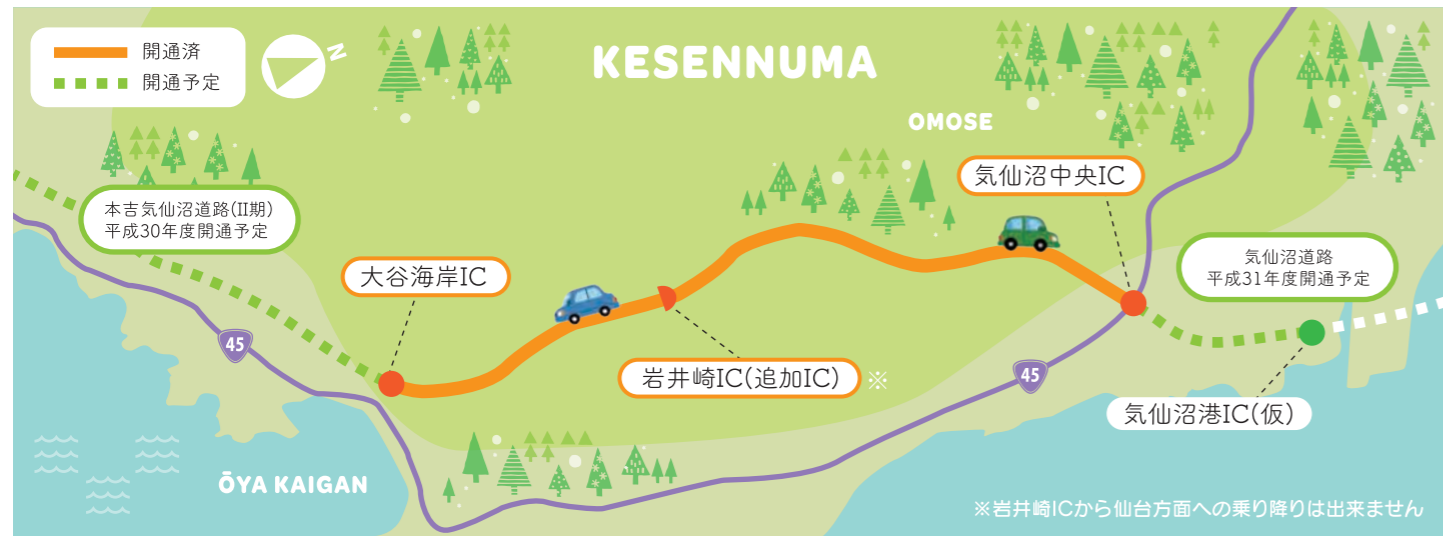 開通済
開通予定
N
KESENNUMA
OMOSE
気仙沼中央IC
本吉気仙沼道路(II期)
平成30年度開通予定
気仙沼道路
平成31年度開通予定
大谷海岸IC
45
岩井崎IC(追加IC) ※
45
気仙沼港IC(仮)
ŌYA KAIGAN
※岩井崎ICから仙台方面への乗り降りは出来ません